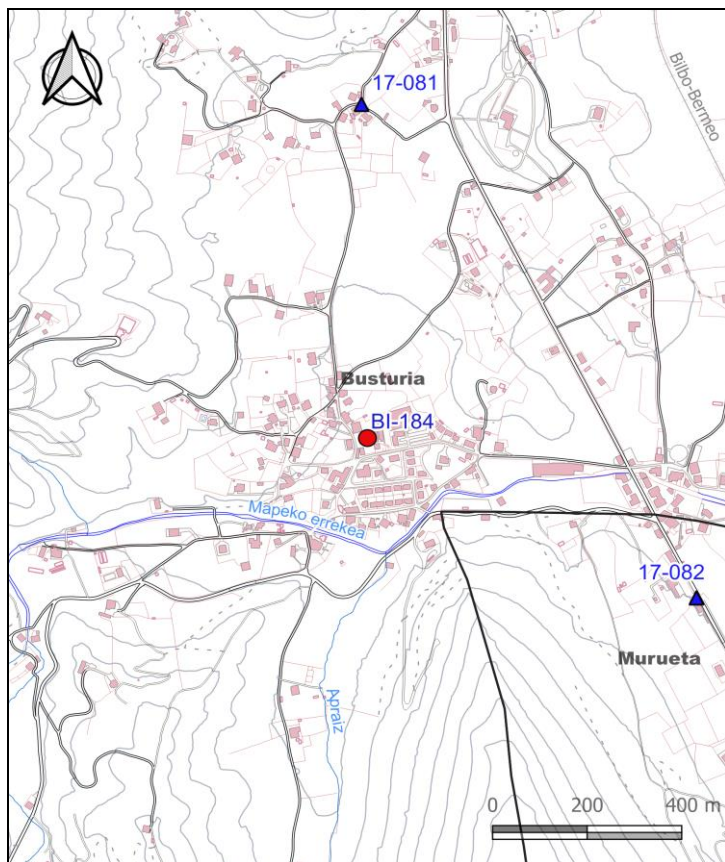 17-081
Bilbo-Bermeo
Busturia
BI-184
Mapeko errekea
17-082
Murueta
Apraiz
0 200 400 m